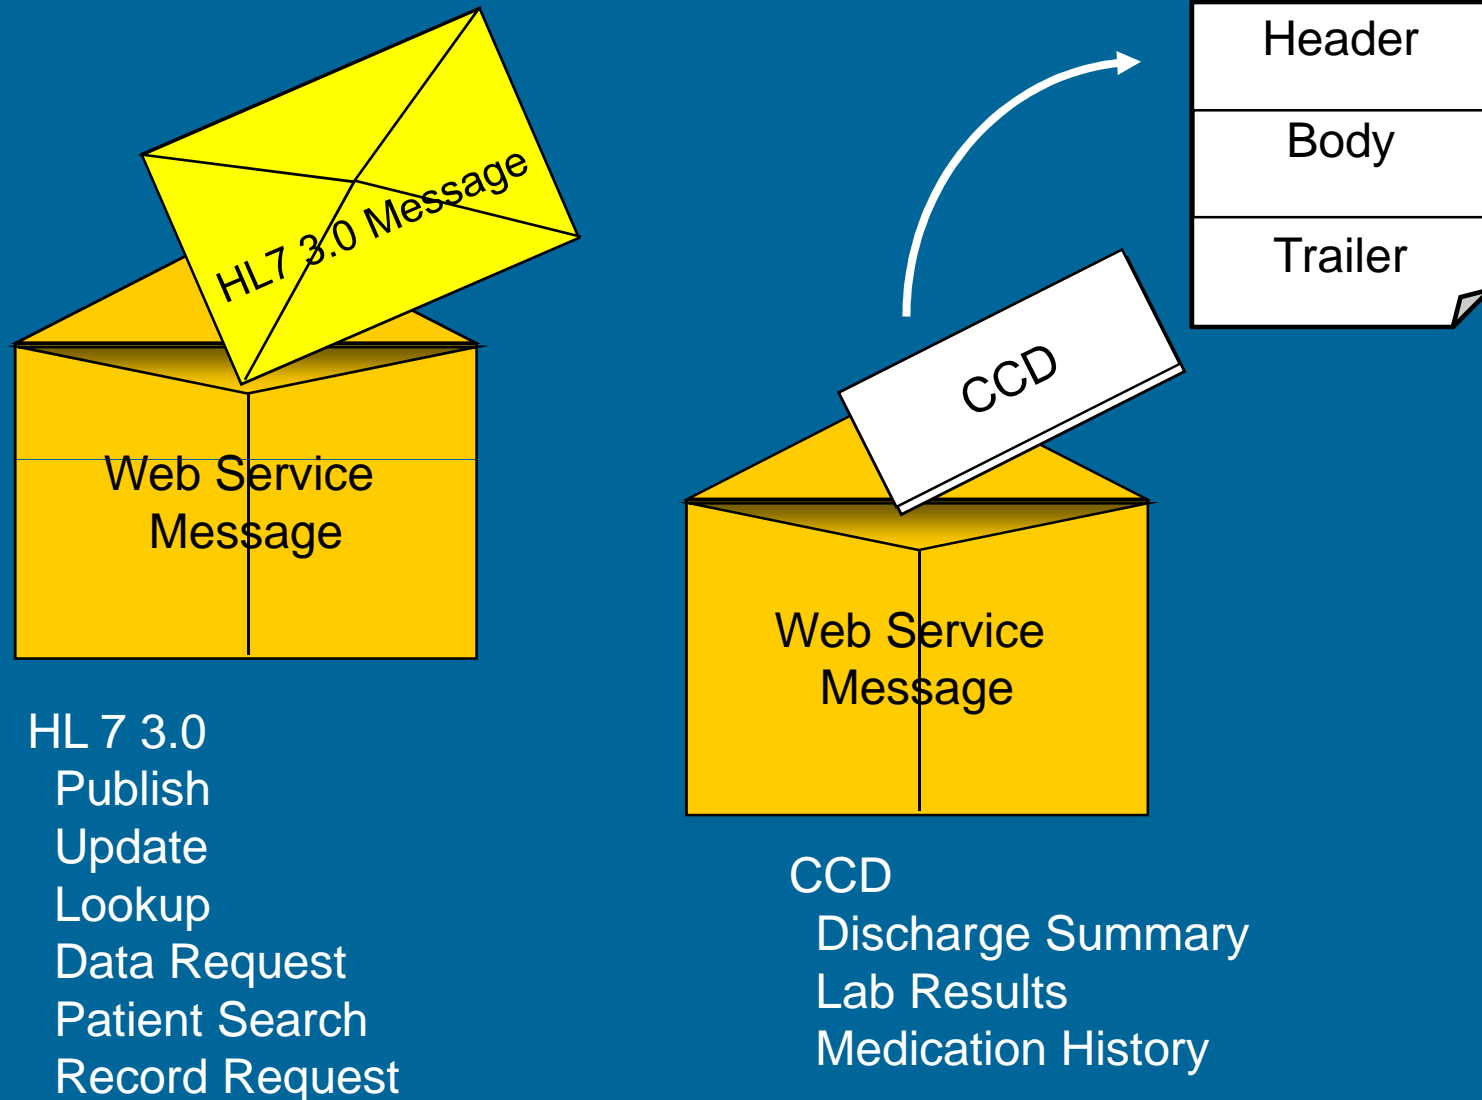 HL7 3.0 Message
Web Service
Message
HL 7 3.0
Publish
Update
Lookup
Data Request
Patient Search
Record Request
Header
Body
Trailer
CCD
Web Service
Message
CCD
Discharge Summary
Lab Results
Medication History